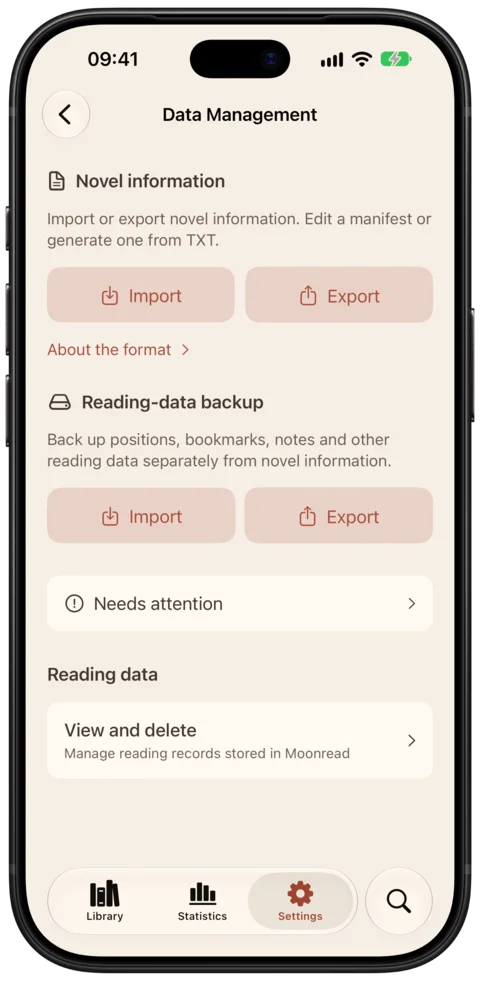 09:41
Data Management
Novel information
Import or export novel information. Edit a manifest or
generate one from TXT.
Import
Export
About the format
Reading-data backup
Back up positions, bookmarks, notes and other
reading data separately from novel information.
Import
Export
Needs attention
Reading data
View and delete
Manage reading records stored in Moonread
Library
Statistics
Settings